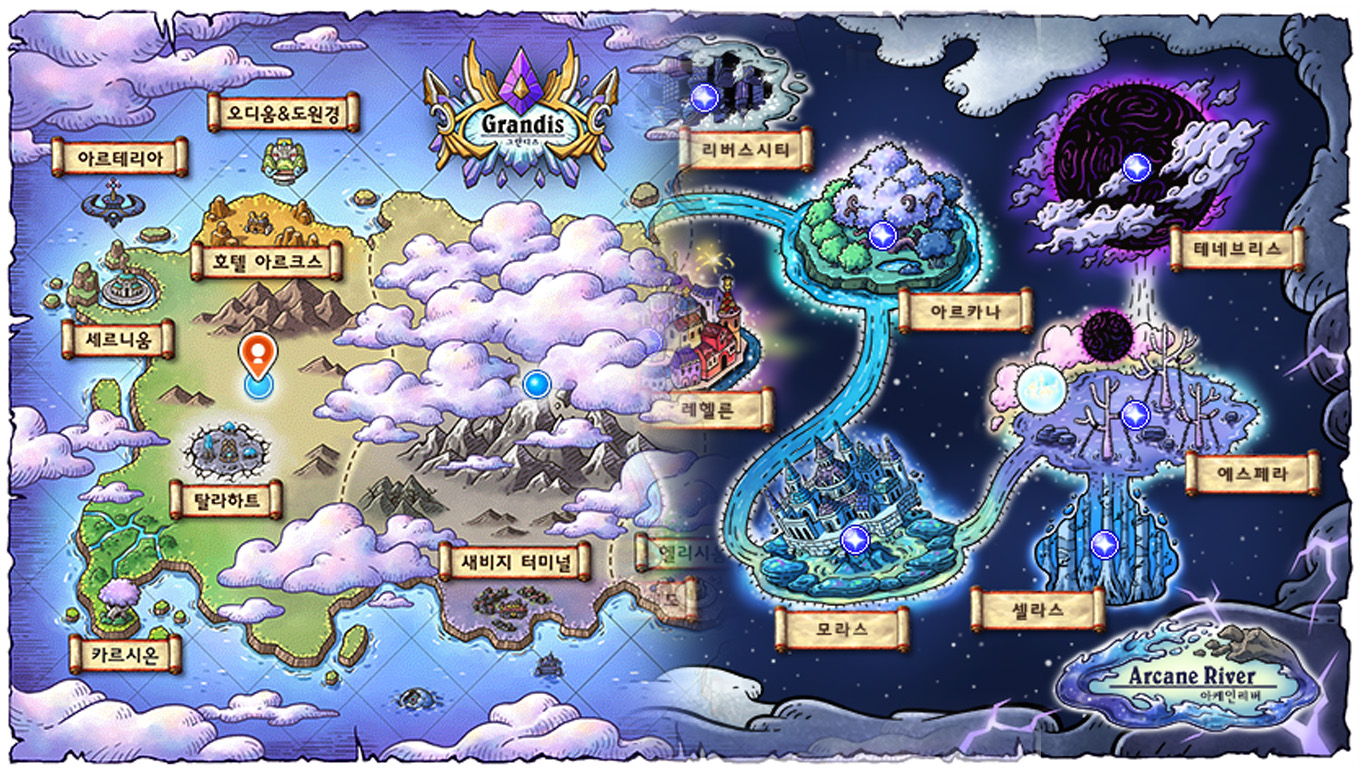 오디움&도원경
아르테리아
Grandis
그란디스
리버스시티
호텔 아르크스
테네브리스
세르니움
아르카나
레헬른
에스페라
탈라하트
새비지 터미널
셀라스
모라스
카르시온
Arcane River
아케인리버